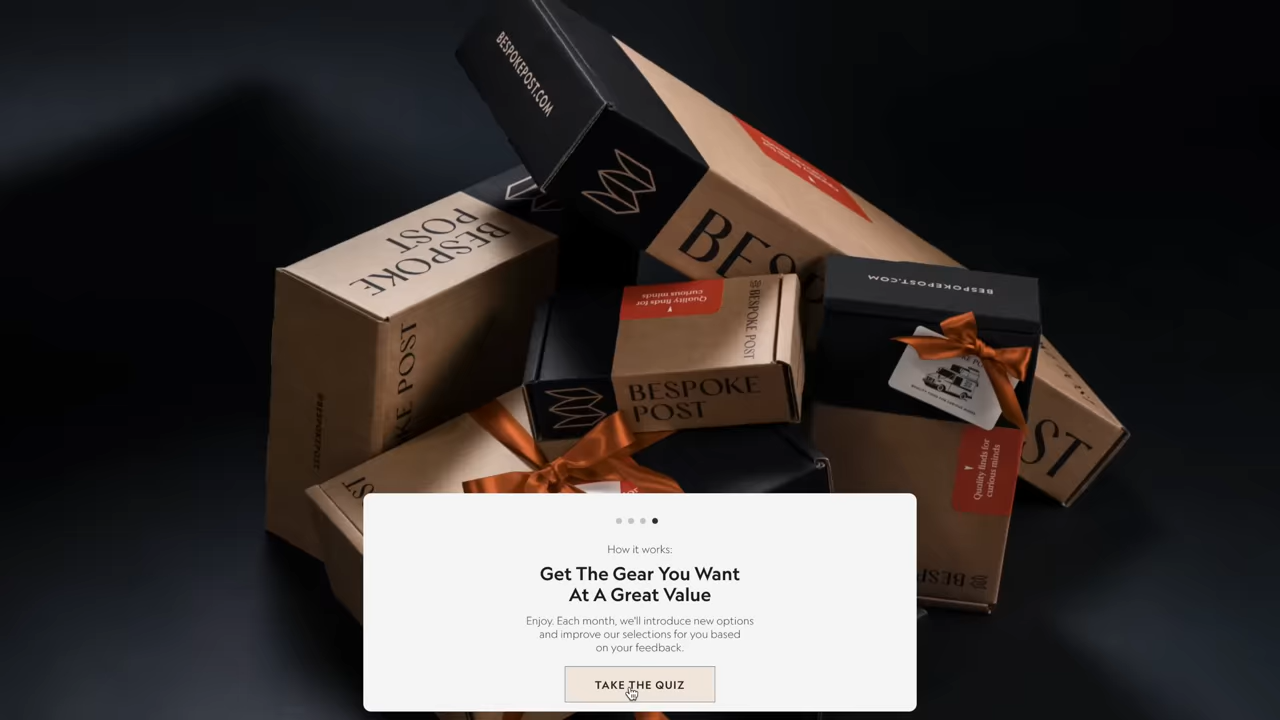 BESPOKEPOST.COM
BESPOKE
POST
BES
BESPOKEPOST.COM
Quality finds for
curious minds
BESPOKE POST
BESPOKE
POST
KE POST
ST
Quality finds for
curious minds
How it works:
Get The Gear You Want
At A Great Value
Enjoy. Each month, we'll introduce new options
and improve our selections for you based
on your feedback.
TAKE THE QUIZ